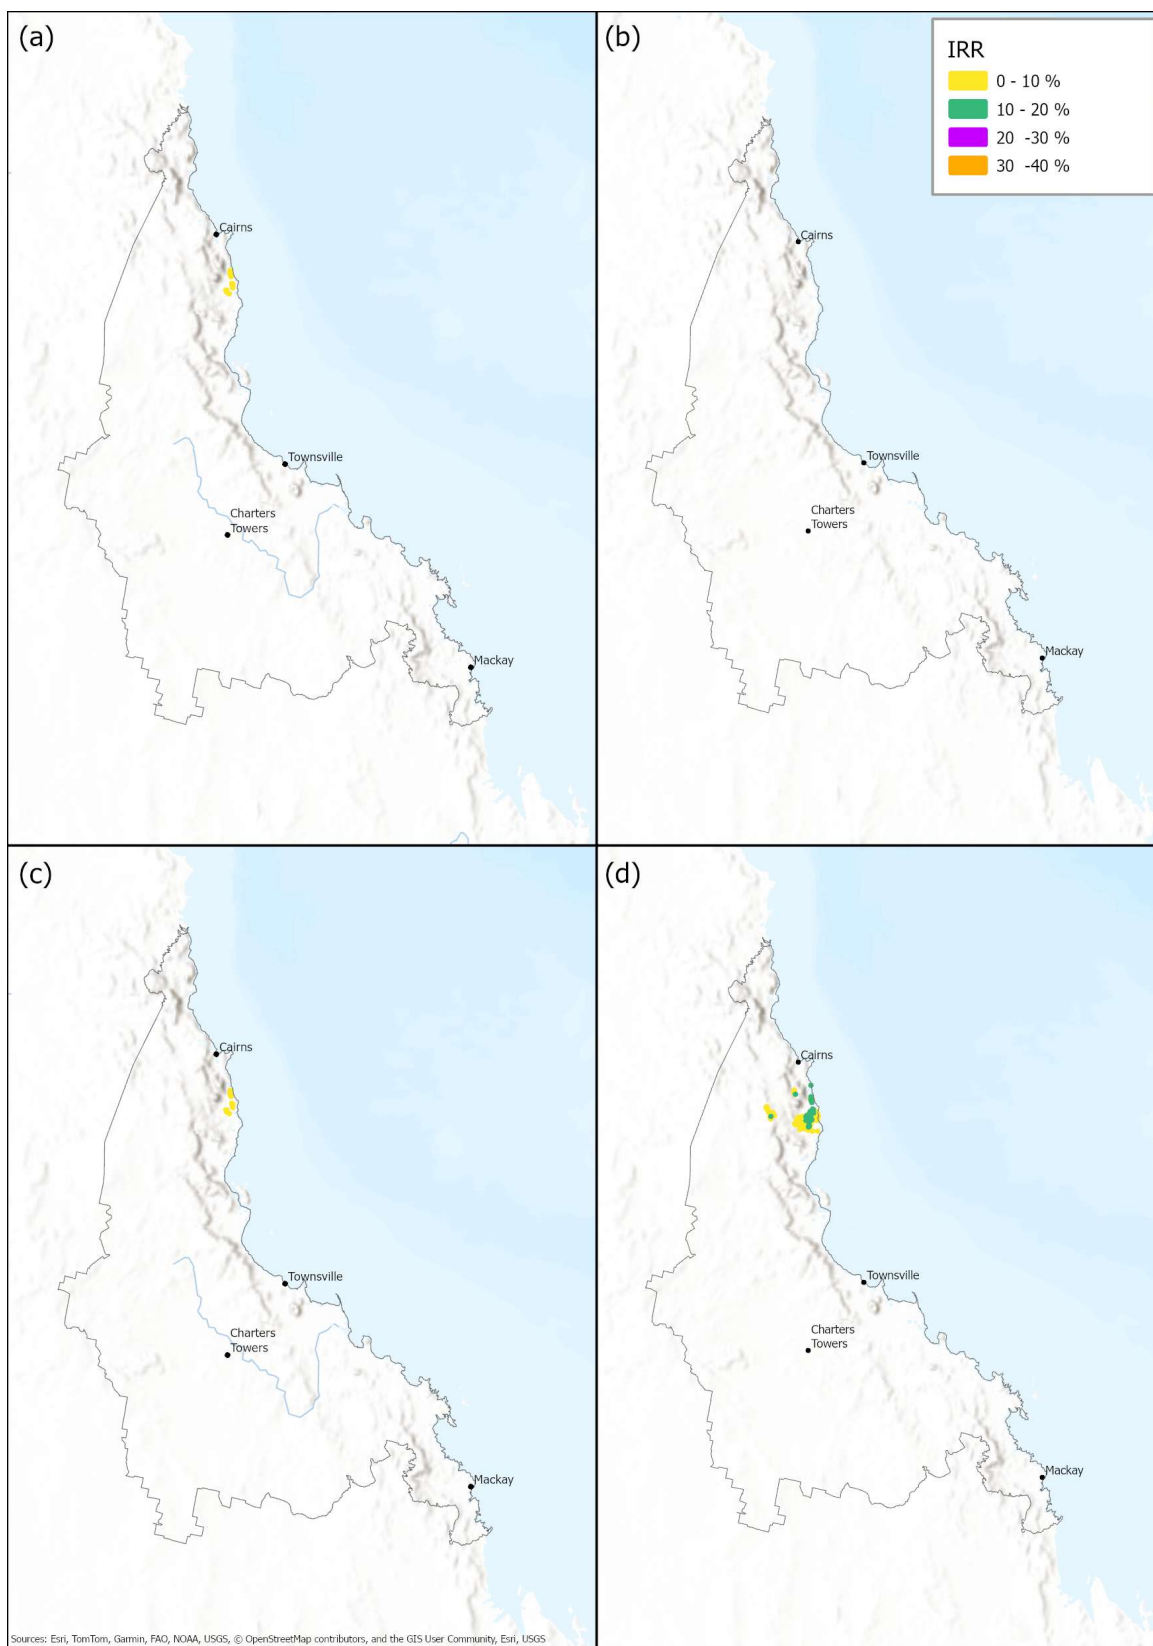 (a)
Cairns
Townsville
Charters
Towers
Mackay
(b)
IRR
0 - 10 %
10 - 20 %
20 -30 %
30 -40 %
Cairns
Townsville
Charters
Towers
Mackay
(c)
Cairns
Townsville
Charters
Towers
Mackay
Sources: Esri, TomTom, Garmin, FAO, NOAA, USGS, © OpenStreetMap contributors, and the GIS User Community, Esri, USGS
(d)
Cairns
Townsville
Charters
Towers
Mackay